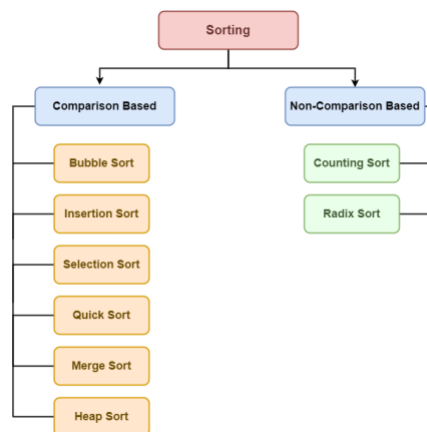 Sorting
Comparison Based
Non-Comparison Based
Bubble Sort
Counting Sort
Insertion Sort
Radix Sort
Selection Sort
Quick Sort
Merge Sort
Heap Sort